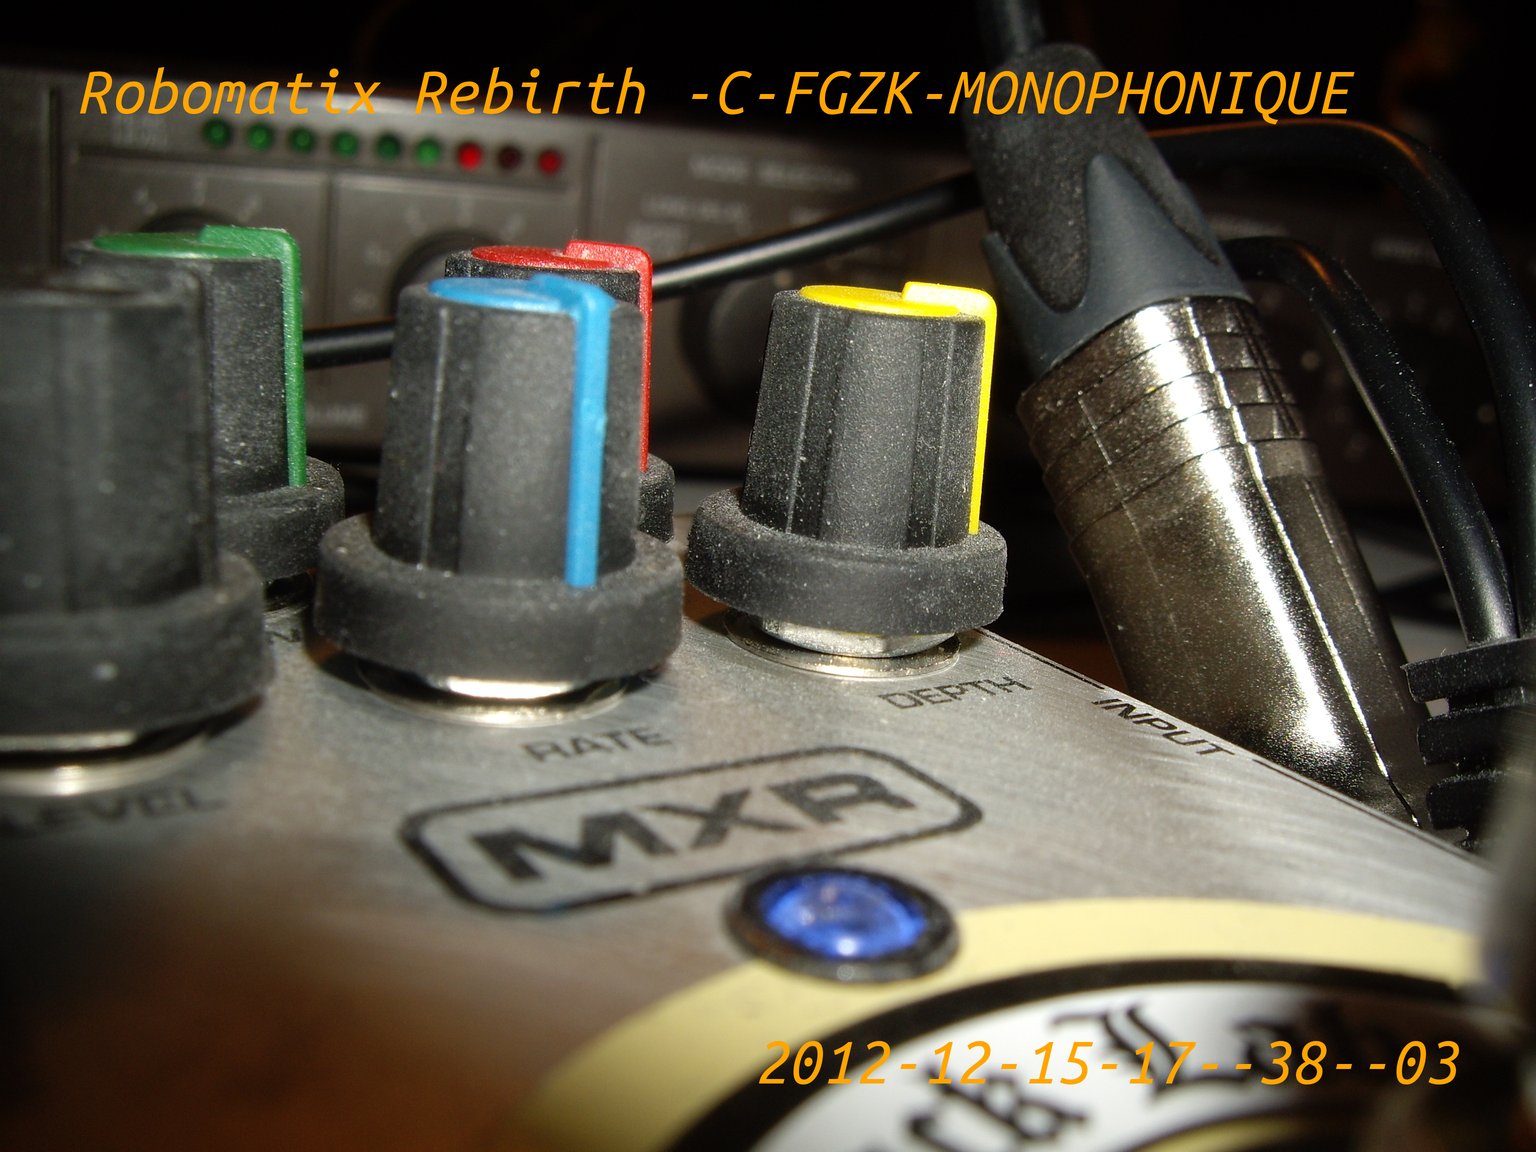 Robomatix Rebirth -C-FGZK-MONOPHONIQUE
DEPTH
INPUT
RATE
MXR
LEVEL
2012-12-15-17--38--03